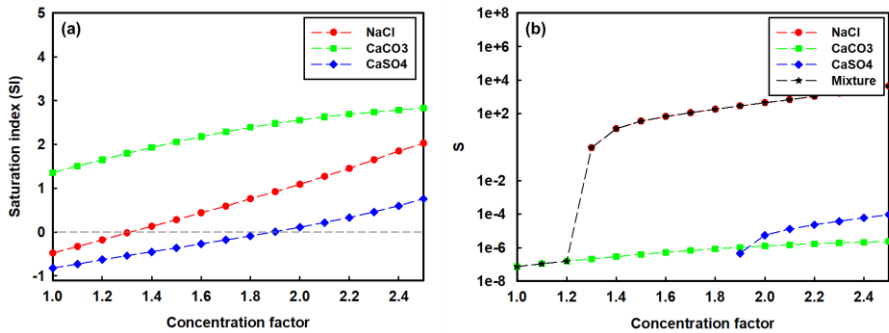 (a)
NaCl
CaCO3
CaSO4
Saturation index (SI)
5
4
3
2
1
0
-1
1.0 1.2 1.4 1.6 1.8 2.0 2.2 2.4
Concentration factor
(b)
NaCl
CaCO3
CaSO4
Mixture
S
1e+8
1e+6
1e+4
1e+2
1e-2
1e-4
1e-6
1e-8
1.0 1.2 1.4 1.6 1.8 2.0 2.2 2.4
Concentration factor